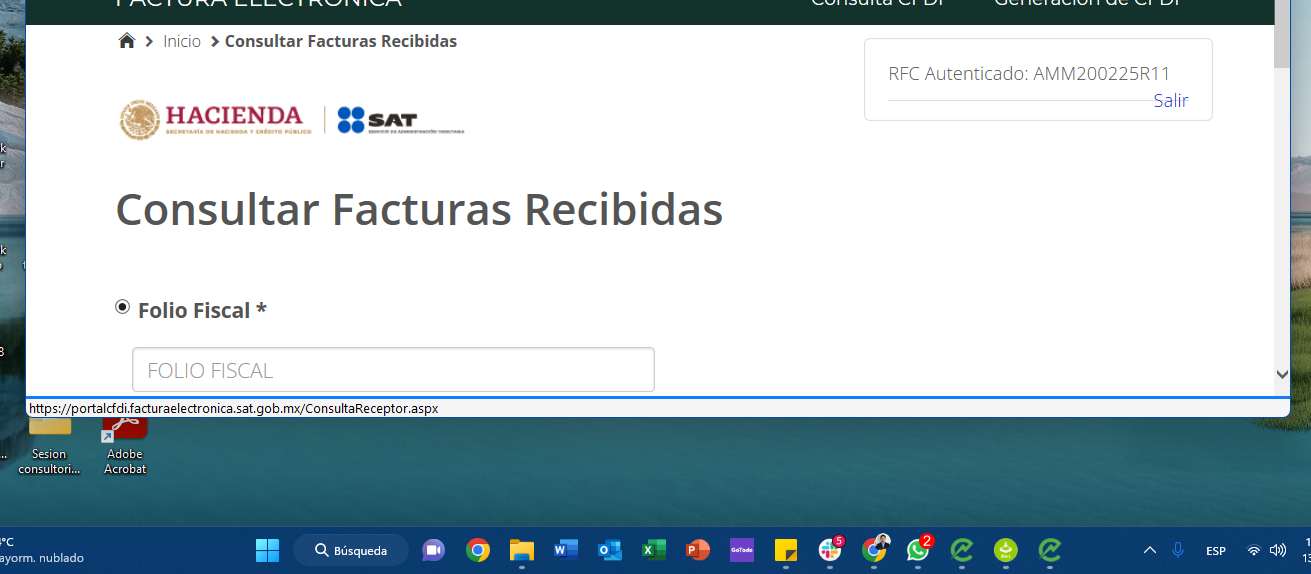 FACTURA ELECTRÓNICA
Consulta CFDI Generación de CFDI
Inicio Consultar Facturas Recibidas
RFC Autenticado: AMM200225R11
Salir
HACIENDA
SECRETARÍA DE HACIENDA Y CRÉDITO PÚBLICO
SAT
SERVICIO DE ADMINISTRACIÓN TRIBUTARIA
Consultar Facturas Recibidas
Folio Fiscal *
FOLIO FISCAL
https://portalcfdi.facturaelectronica.sat.gob.mx/ConsultaReceptor.aspx
Sesion
consultori...
Adobe
Acrobat
ayorm. nublado
Búsqueda
GoToda
5
2
ESP